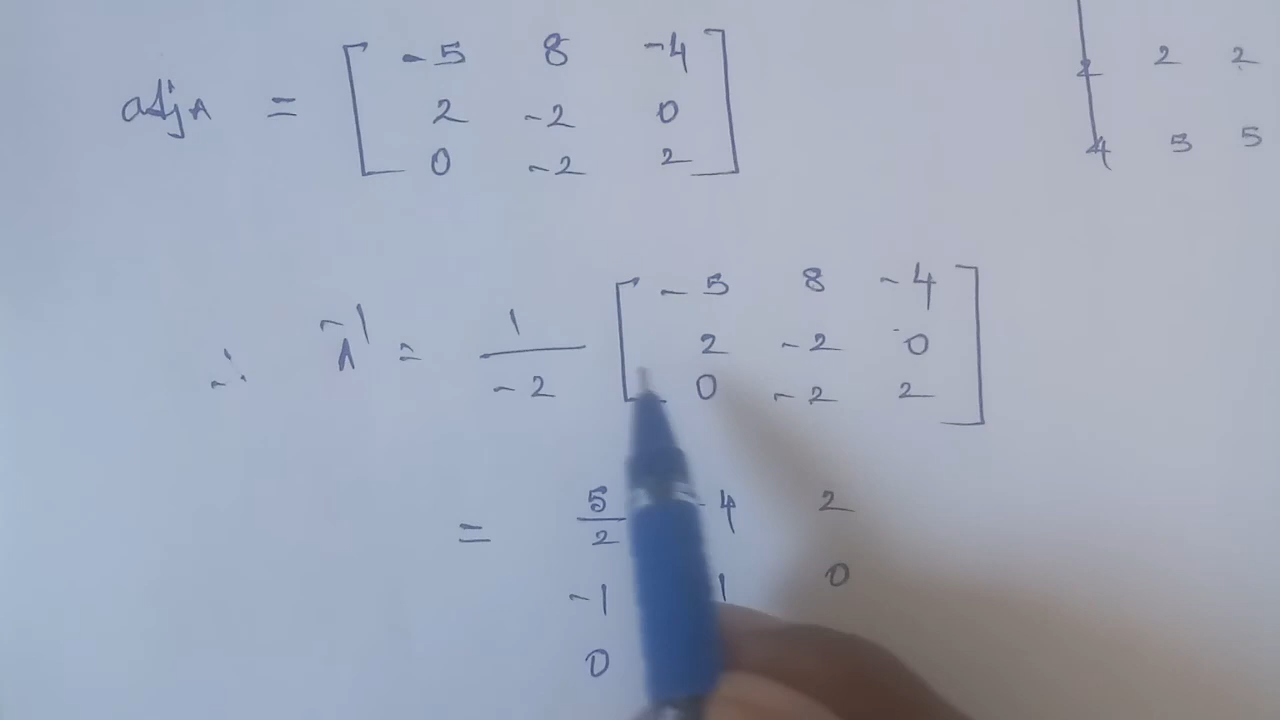 adj A = [ -5 8 -4
2 -2 0
0 -2 2 ]
2 2 2
4 5 5
∴ A⁻¹ = 1/-2 [ -5 8 -4
2 -2 0
0 -2 2 ]
= 5/2 -4 2
-1 1 0
0